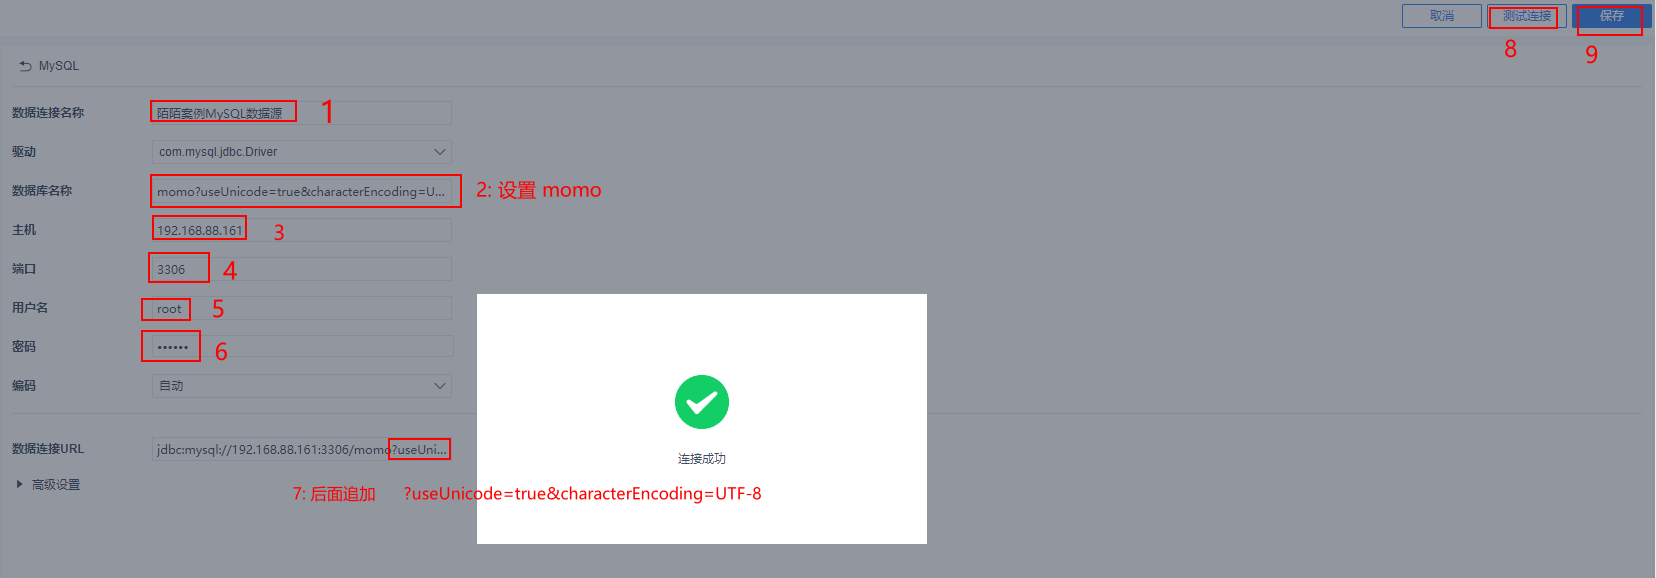 取消 测试连接 保存
8 9
MySQL
数据连接名称 陌陌案例MySQL数据源 1
驱动 com.mysql.jdbc.Driver
数据库名称 momo?useUnicode=true&characterEncoding=U... 2: 设置 momo
主机 192.168.88.161 3
端口 3306 4
用户名 root 5
密码 •••••• 6
编码 自动
数据连接URL jdbc:mysql://192.168.88.161:3306/momo?useUni...
连接成功
高级设置
7: 后面追加 ?useUnicode=true&characterEncoding=UTF-8